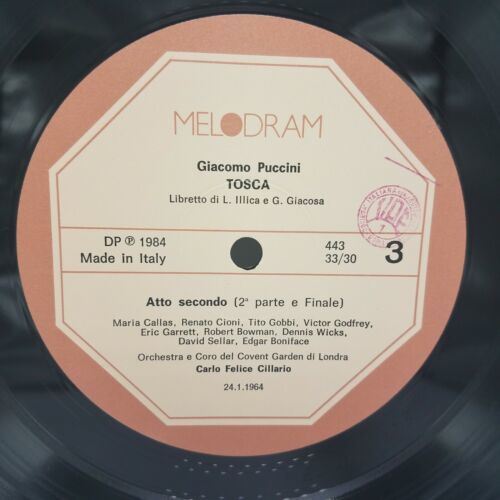 MELODRAM
Giacomo Puccini
TOSCA
Libretto di L. Illica e G. Giacosa
DP ℗ 1984
Made in Italy
443
33/30
3
Atto secondo (2ª parte e Finale)
Maria Callas, Renato Cioni, Tito Gobbi, Victor Godfrey,
Eric Garrett, Robert Bowman, Dennis Wicks,
David Sellar, Edgar Boniface
Orchestra e Coro del Covent Garden di Londra
Carlo Felice Cillario
24.1.1964